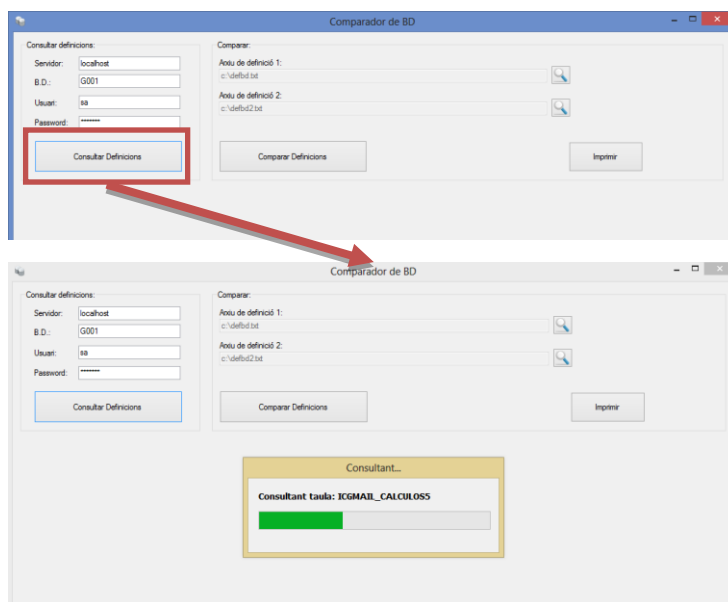 Comparador de BD
Consultar definicions:
Servidor: localhost
B.D.: G001
Usuari: sa
Password: *******
Consultar Definicions
Comparar:
Arxiu de definició 1:
c:\defbd.txt
Arxiu de definició 2:
c:\defbd2.txt
Comparar Definicions
Imprimir
Comparador de BD
Consultar definicions:
Servidor: localhost
B.D.: G001
Usuari: sa
Password: *******
Consultar Definicions
Comparar:
Arxiu de definició 1:
c:\defbd.txt
Arxiu de definició 2:
c:\defbd2.txt
Comparar Definicions
Imprimir
Consultant...
Consultant taula: ICGMAIL_CALCULOS5